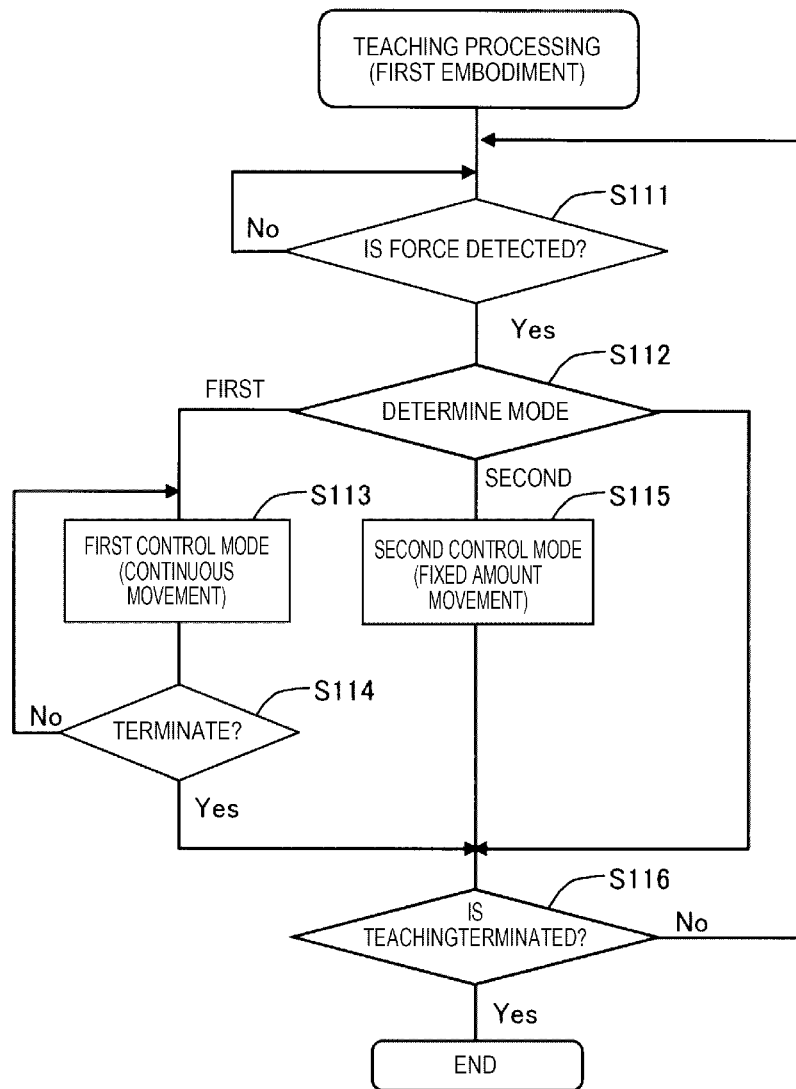 TEACHING PROCESSING
(FIRST EMBODIMENT)
S111
No
IS FORCE DETECTED?
Yes
S112
FIRST
DETERMINE MODE
SECOND
S113
S115
FIRST CONTROL MODE
(CONTINUOUS
MOVEMENT)
SECOND CONTROL MODE
(FIXED AMOUNT
MOVEMENT)
S114
No
TERMINATE?
Yes
S116
IS
TEACHINGTERMINATED?
No
Yes
END